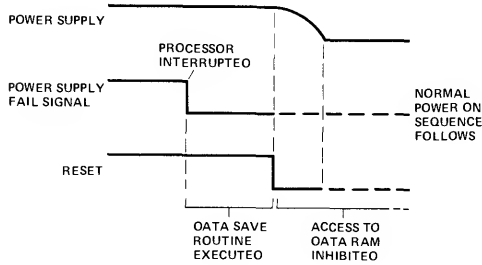 POWER SUPPLY
PROCESSOR
INTERRUPTEO
POWER SUPPLY
FAIL SIGNAL
NORMAL
POWER ON
SEQUENCE
FOLLOWS
RESET
OATA SAVE
ROUTINE
EXECUTEO
ACCESS TO
OATA RAM
INHIBITEO